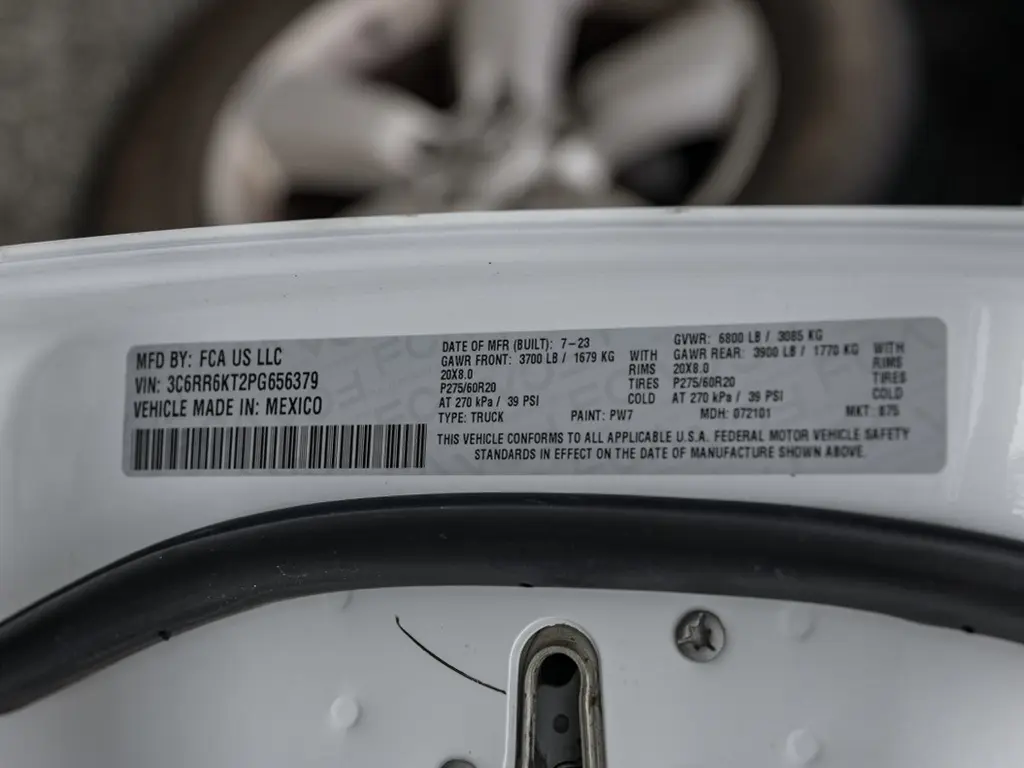 MFD BY: FCA US LLC
VIN: 3C6RR6KT2PG656379
VEHICLE MADE IN: MEXICO
DATE OF MFR (BUILT): 7-23
GAWR FRONT: 3700 LB / 1679 KG WITH
20X8.0 RIMS
P275/60R20 TIRES
AT 270 kPa / 39 PSI COLD
GVWR: 6800 LB / 3085 KG
GAWR REAR: 3900 LB / 1770 KG WITH
20X8.0 RIMS
P275/60R20 TIRES
AT 270 kPa / 39 PSI COLD
TYPE: TRUCK PAINT: PW7 MDH: 072101 MKT:
THIS VEHICLE CONFORMS TO ALL APPLICABLE U.S.A. FEDERAL MOTOR VEHICLE SAFETY
STANDARDS IN EFFECT ON THE DATE OF MANUFACTURE SHOWN ABOVE.